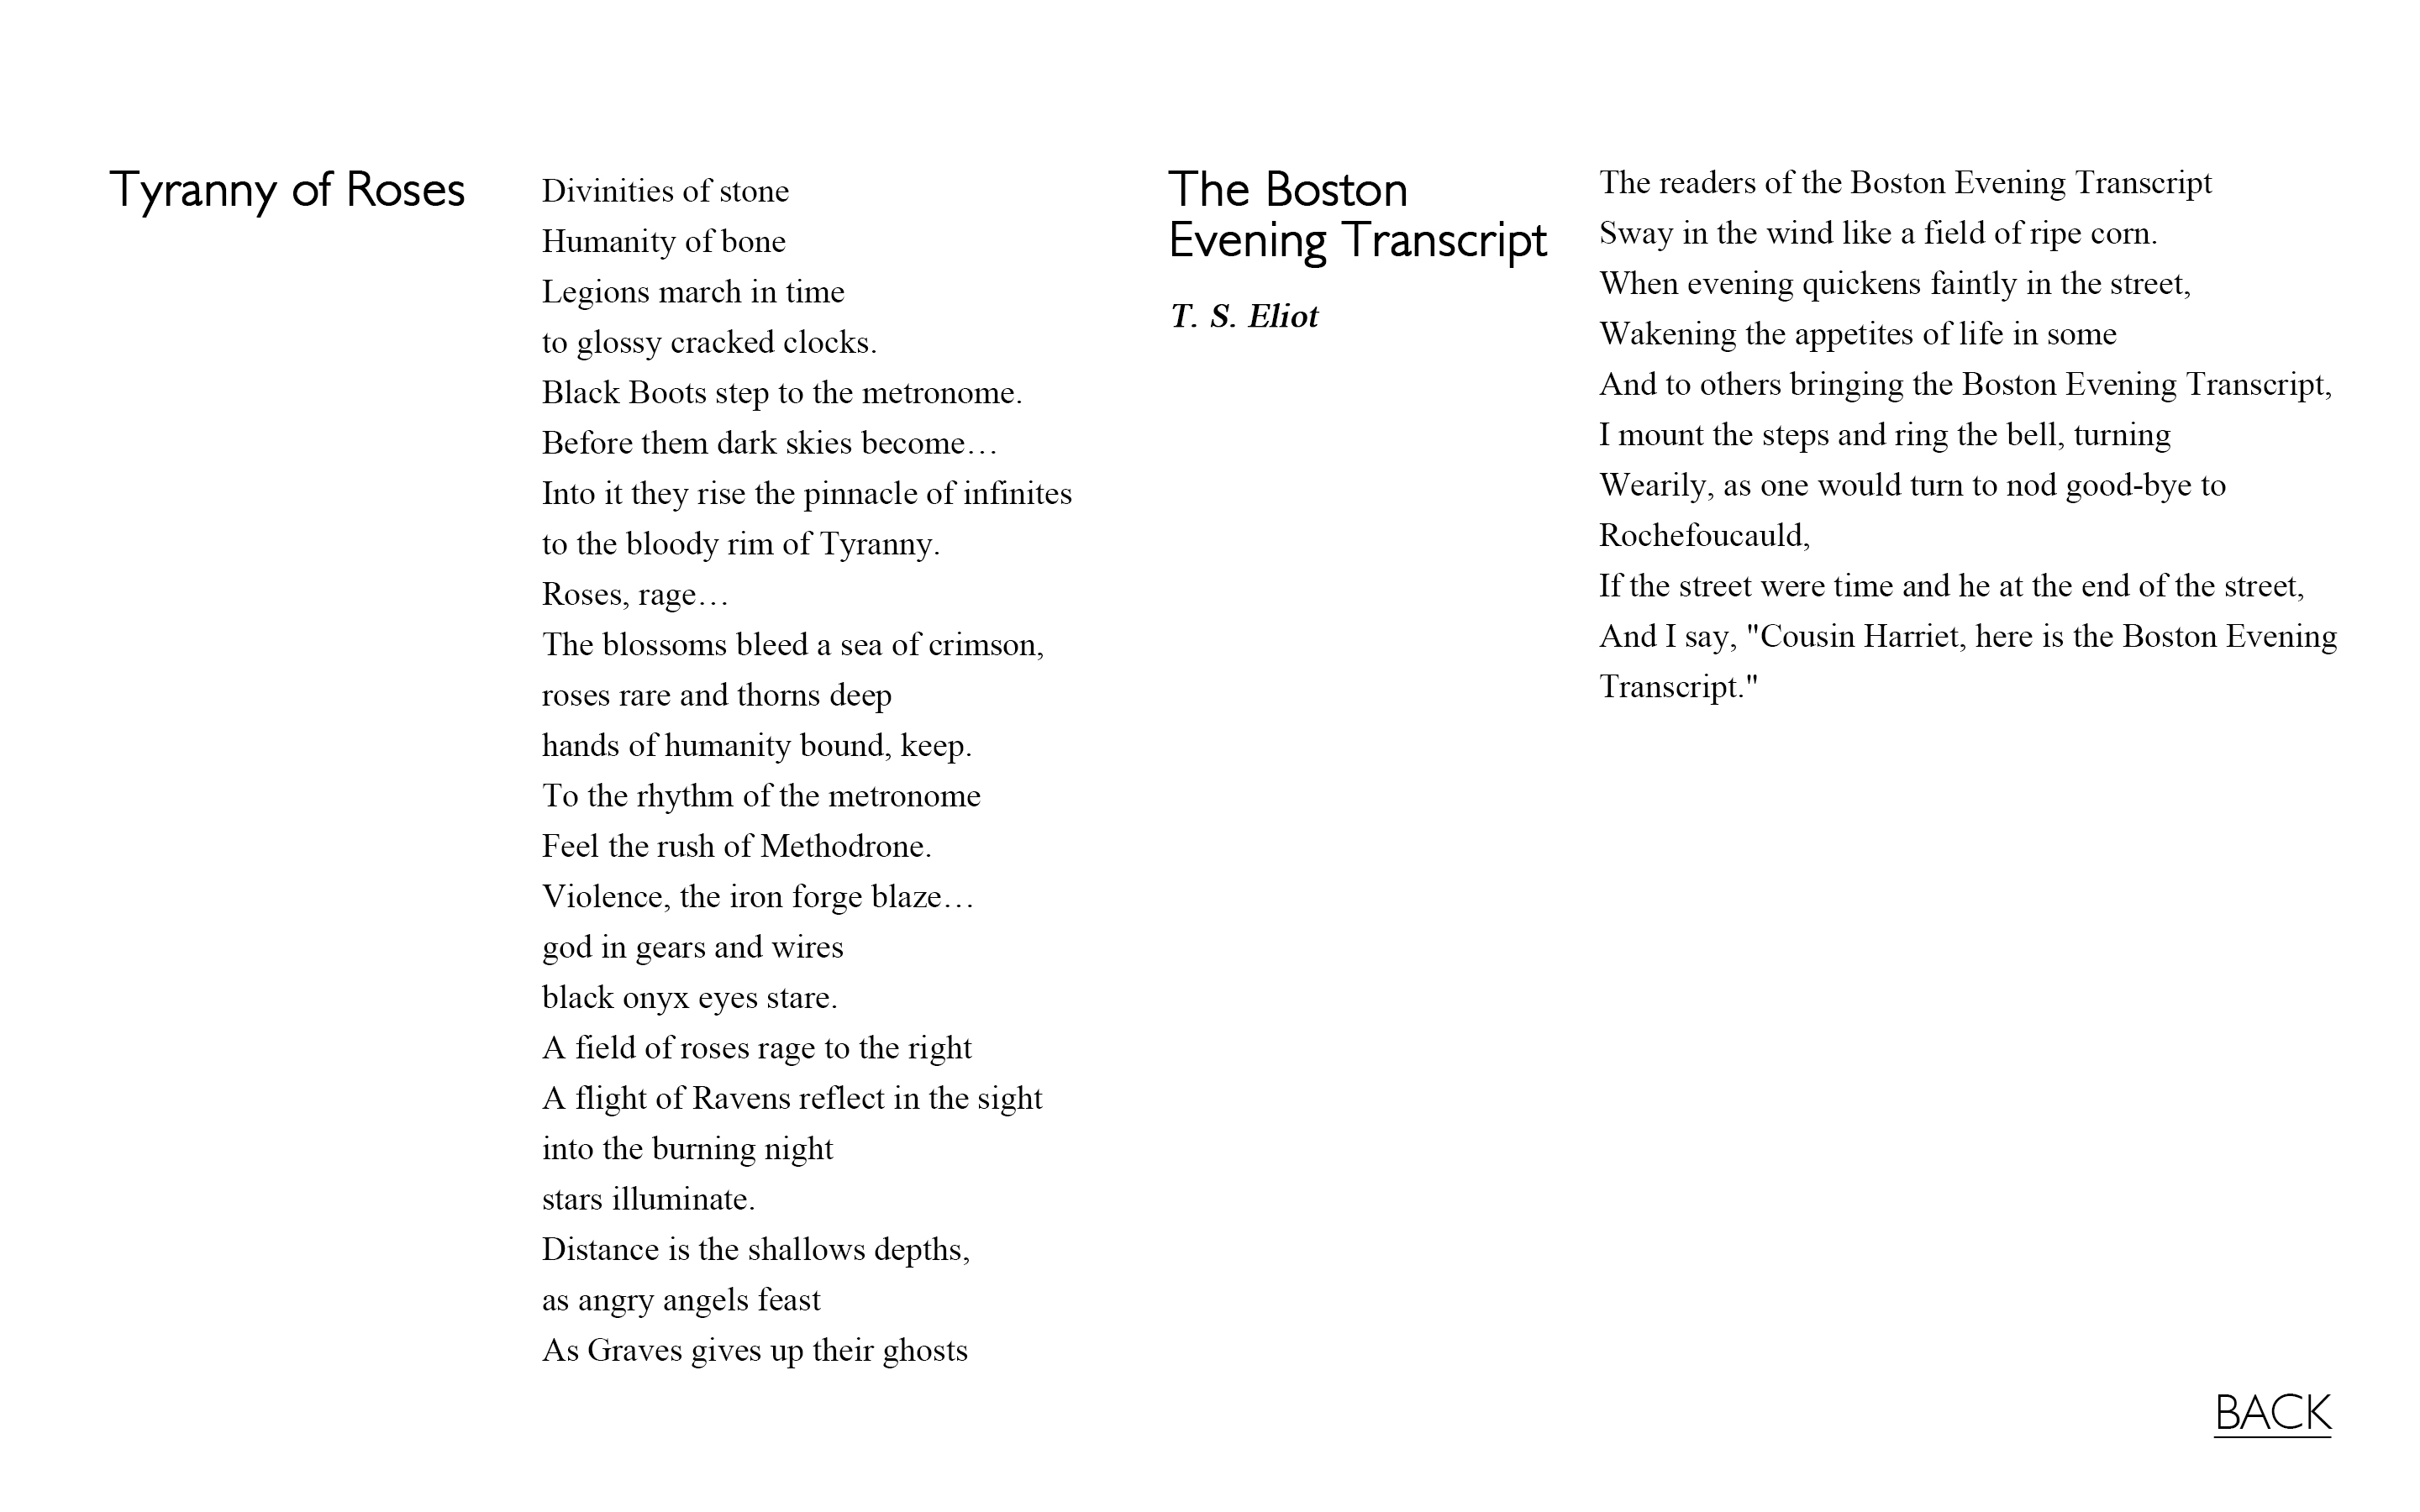 Tyranny of Roses
Divinities of stone
Humanity of bone
Legions march in time
to glossy cracked clocks.
Black Boots step to the metronome.
Before them dark skies become…
Into it they rise the pinnacle of infinites
to the bloody rim of Tyranny.
Roses, rage…
The blossoms bleed a sea of crimson,
roses rare and thorns deep
hands of humanity bound, keep.
To the rhythm of the metronome
Feel the rush of Methodrone.
Violence, the iron forge blaze…
god in gears and wires
black onyx eyes stare.
A field of roses rage to the right
A flight of Ravens reflect in the sight
into the burning night
stars illuminate.
Distance is the shallows depths,
as angry angels feast
As Graves gives up their ghosts
The Boston
Evening Transcript
T. S. Eliot
The readers of the Boston Evening Transcript
Sway in the wind like a field of ripe corn.
When evening quickens faintly in the street,
Wakening the appetites of life in some
And to others bringing the Boston Evening Transcript,
I mount the steps and ring the bell, turning
Wearily, as one would turn to nod good-bye to
Rochefoucauld,
If the street were time and he at the end of the street,
And I say, "Cousin Harriet, here is the Boston Evening
Transcript."
BACK